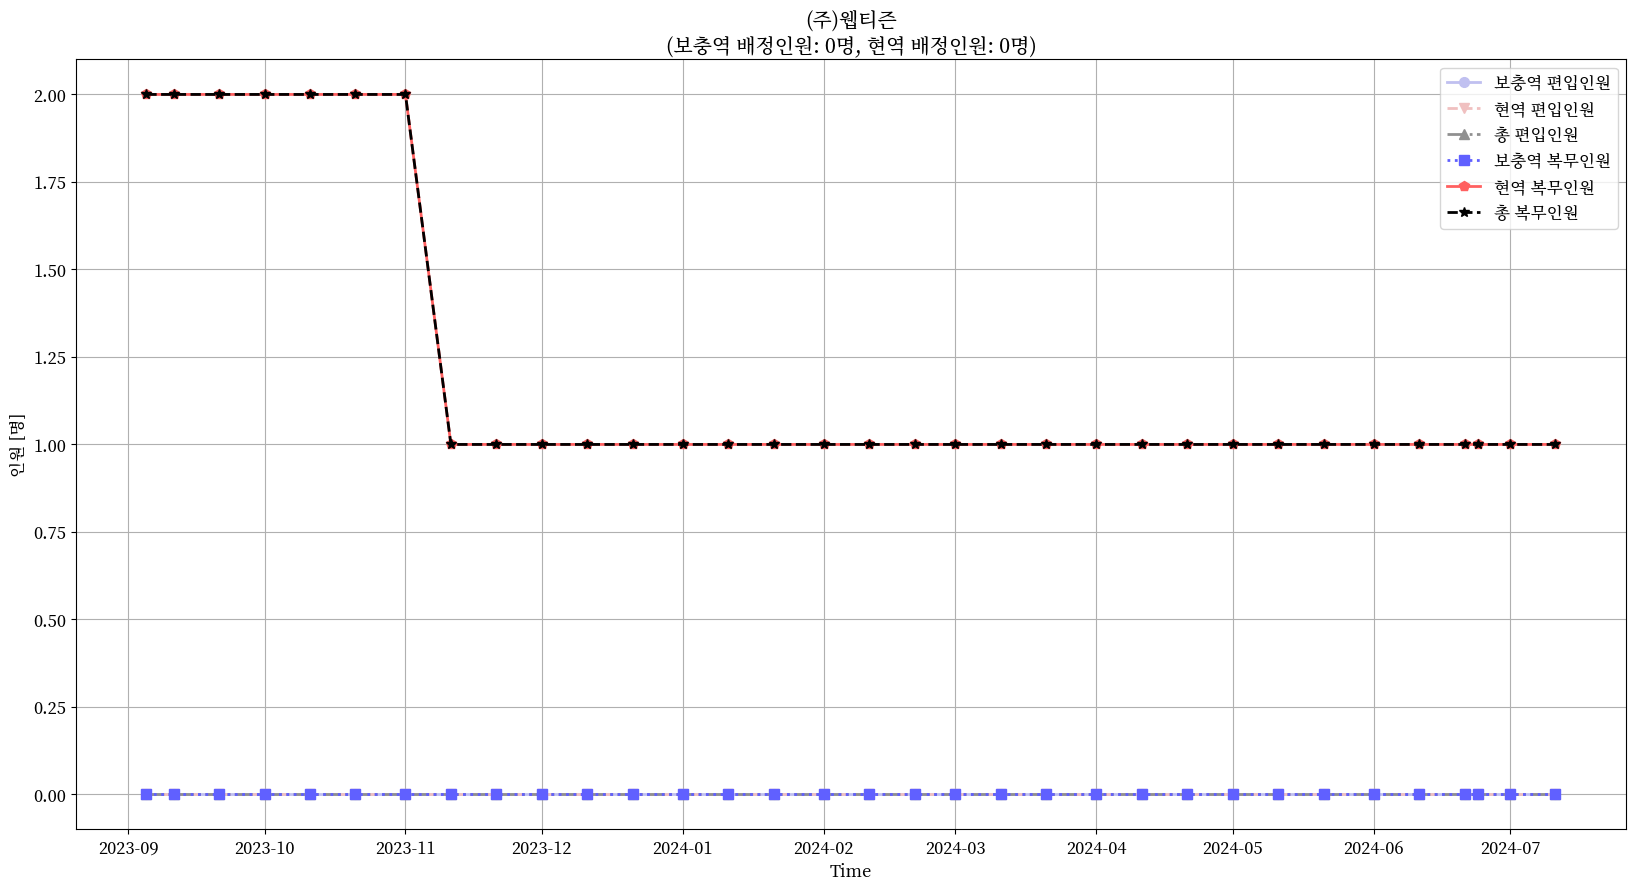 (주)웹티즌
(보충역 배정인원: 0명, 현역 배정인원: 0명)
보충역 편입인원
현역 편입인원
총 편입인원
보충역 복무인원
현역 복무인원
총 복무인원
인원 [명]
2.00
1.75
1.50
1.25
1.00
0.75
0.50
0.25
0.00
2023-09 2023-10 2023-11 2023-12 2024-01 2024-02 2024-03 2024-04 2024-05 2024-06 2024-07
Time